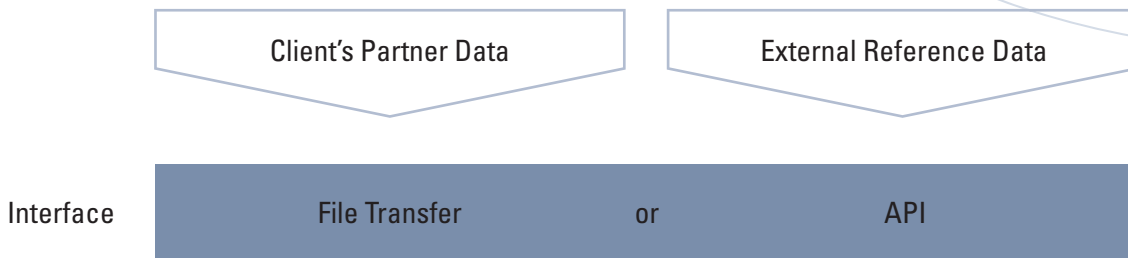 Client's Partner Data External Reference Data
Interface File Transfer or API